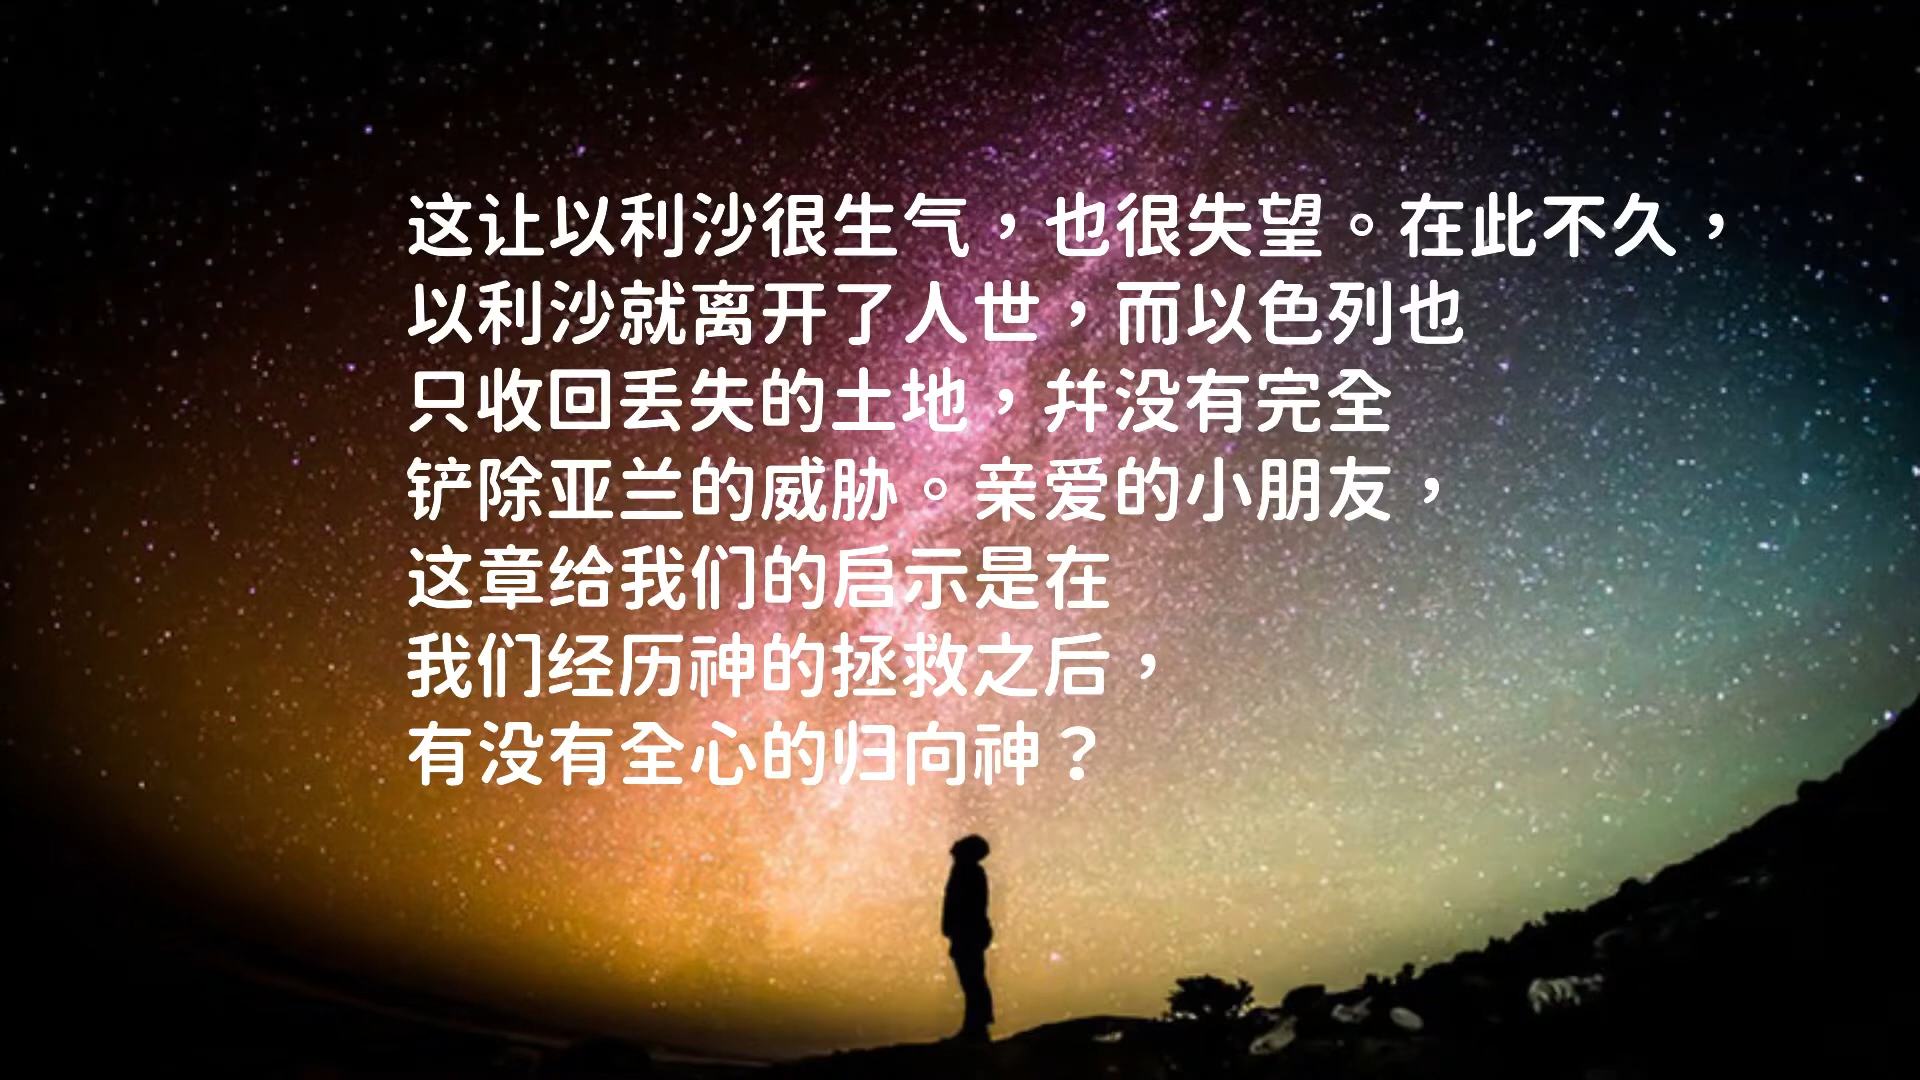 这让以利沙很生气，也很失望。在此不久，
以利沙就离开了人世，而以色列也
只收回丢失的土地，幷没有完全
铲除亚兰的威胁。亲爱的小朋友，
这章给我们的启示是在
我们经历神的拯救之后，
有没有全心的归向神？